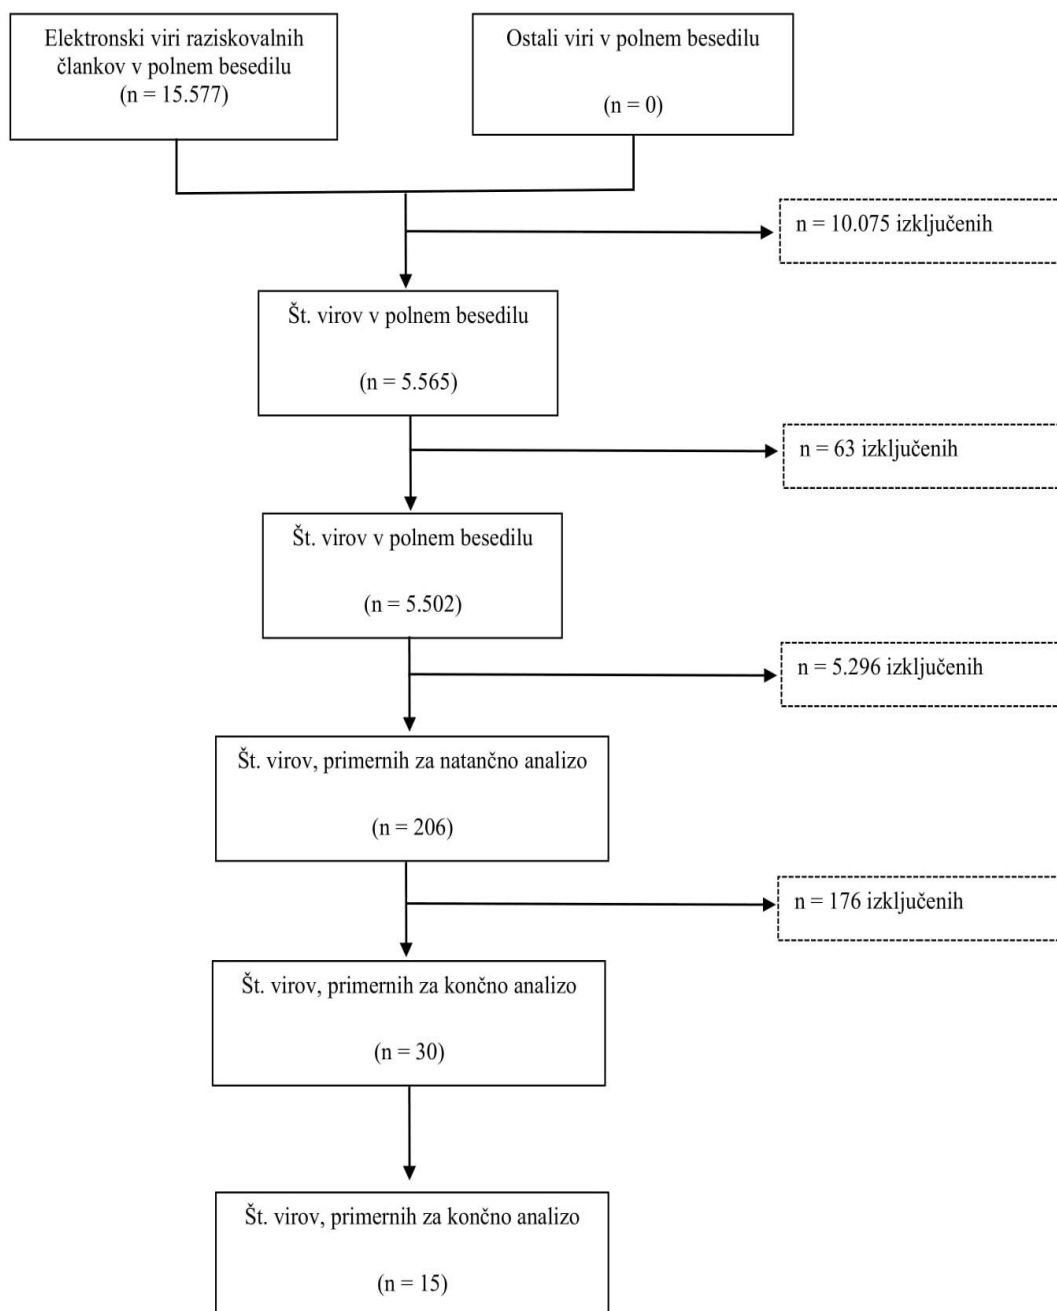 Elektronski viri raziskovalnih
člankov v polnem besedilu
(n = 15.577)
Ostali viri v polnem besedilu
(n = 0)
n = 10.075 izključenih
Št. virov v polnem besedilu
(n = 5.565)
n = 63 izključenih
Št. virov v polnem besedilu
(n = 5.502)
n = 5.296 izključenih
Št. virov, primernih za natančno analizo
(n = 206)
n = 176 izključenih
Št. virov, primernih za končno analizo
(n = 30)
Št. virov, primernih za končno analizo
(n = 15)